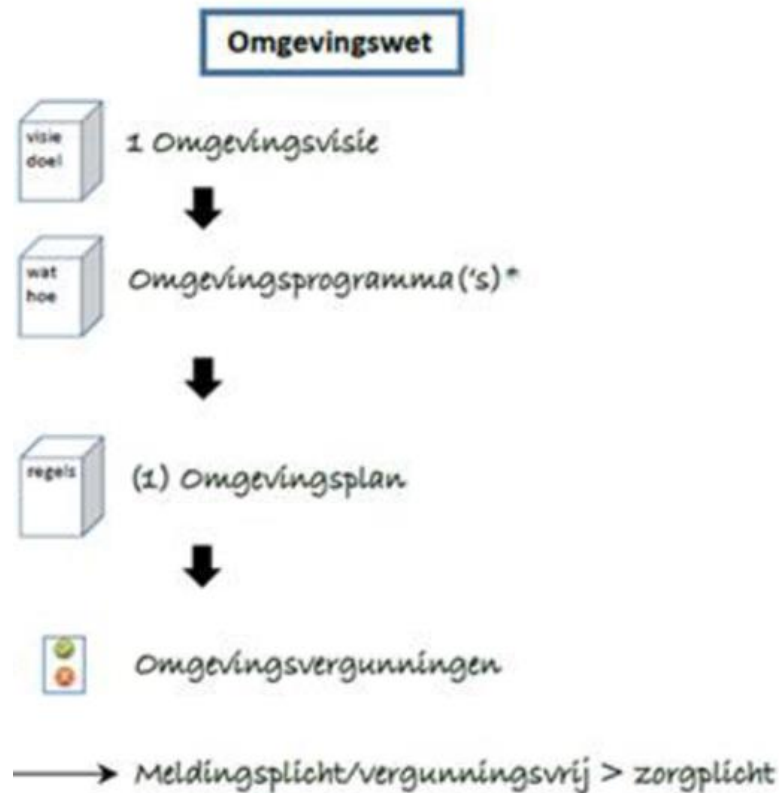 Omgevingswet
visie
doel
1 Omgevingsvisie
wat
hoe
Omgevingsprogramma('s)*
regels
(1) Omgevingsplan
Omgevingsvergunningen
Meldingsplicht/vergunningsvrij > zorgplicht